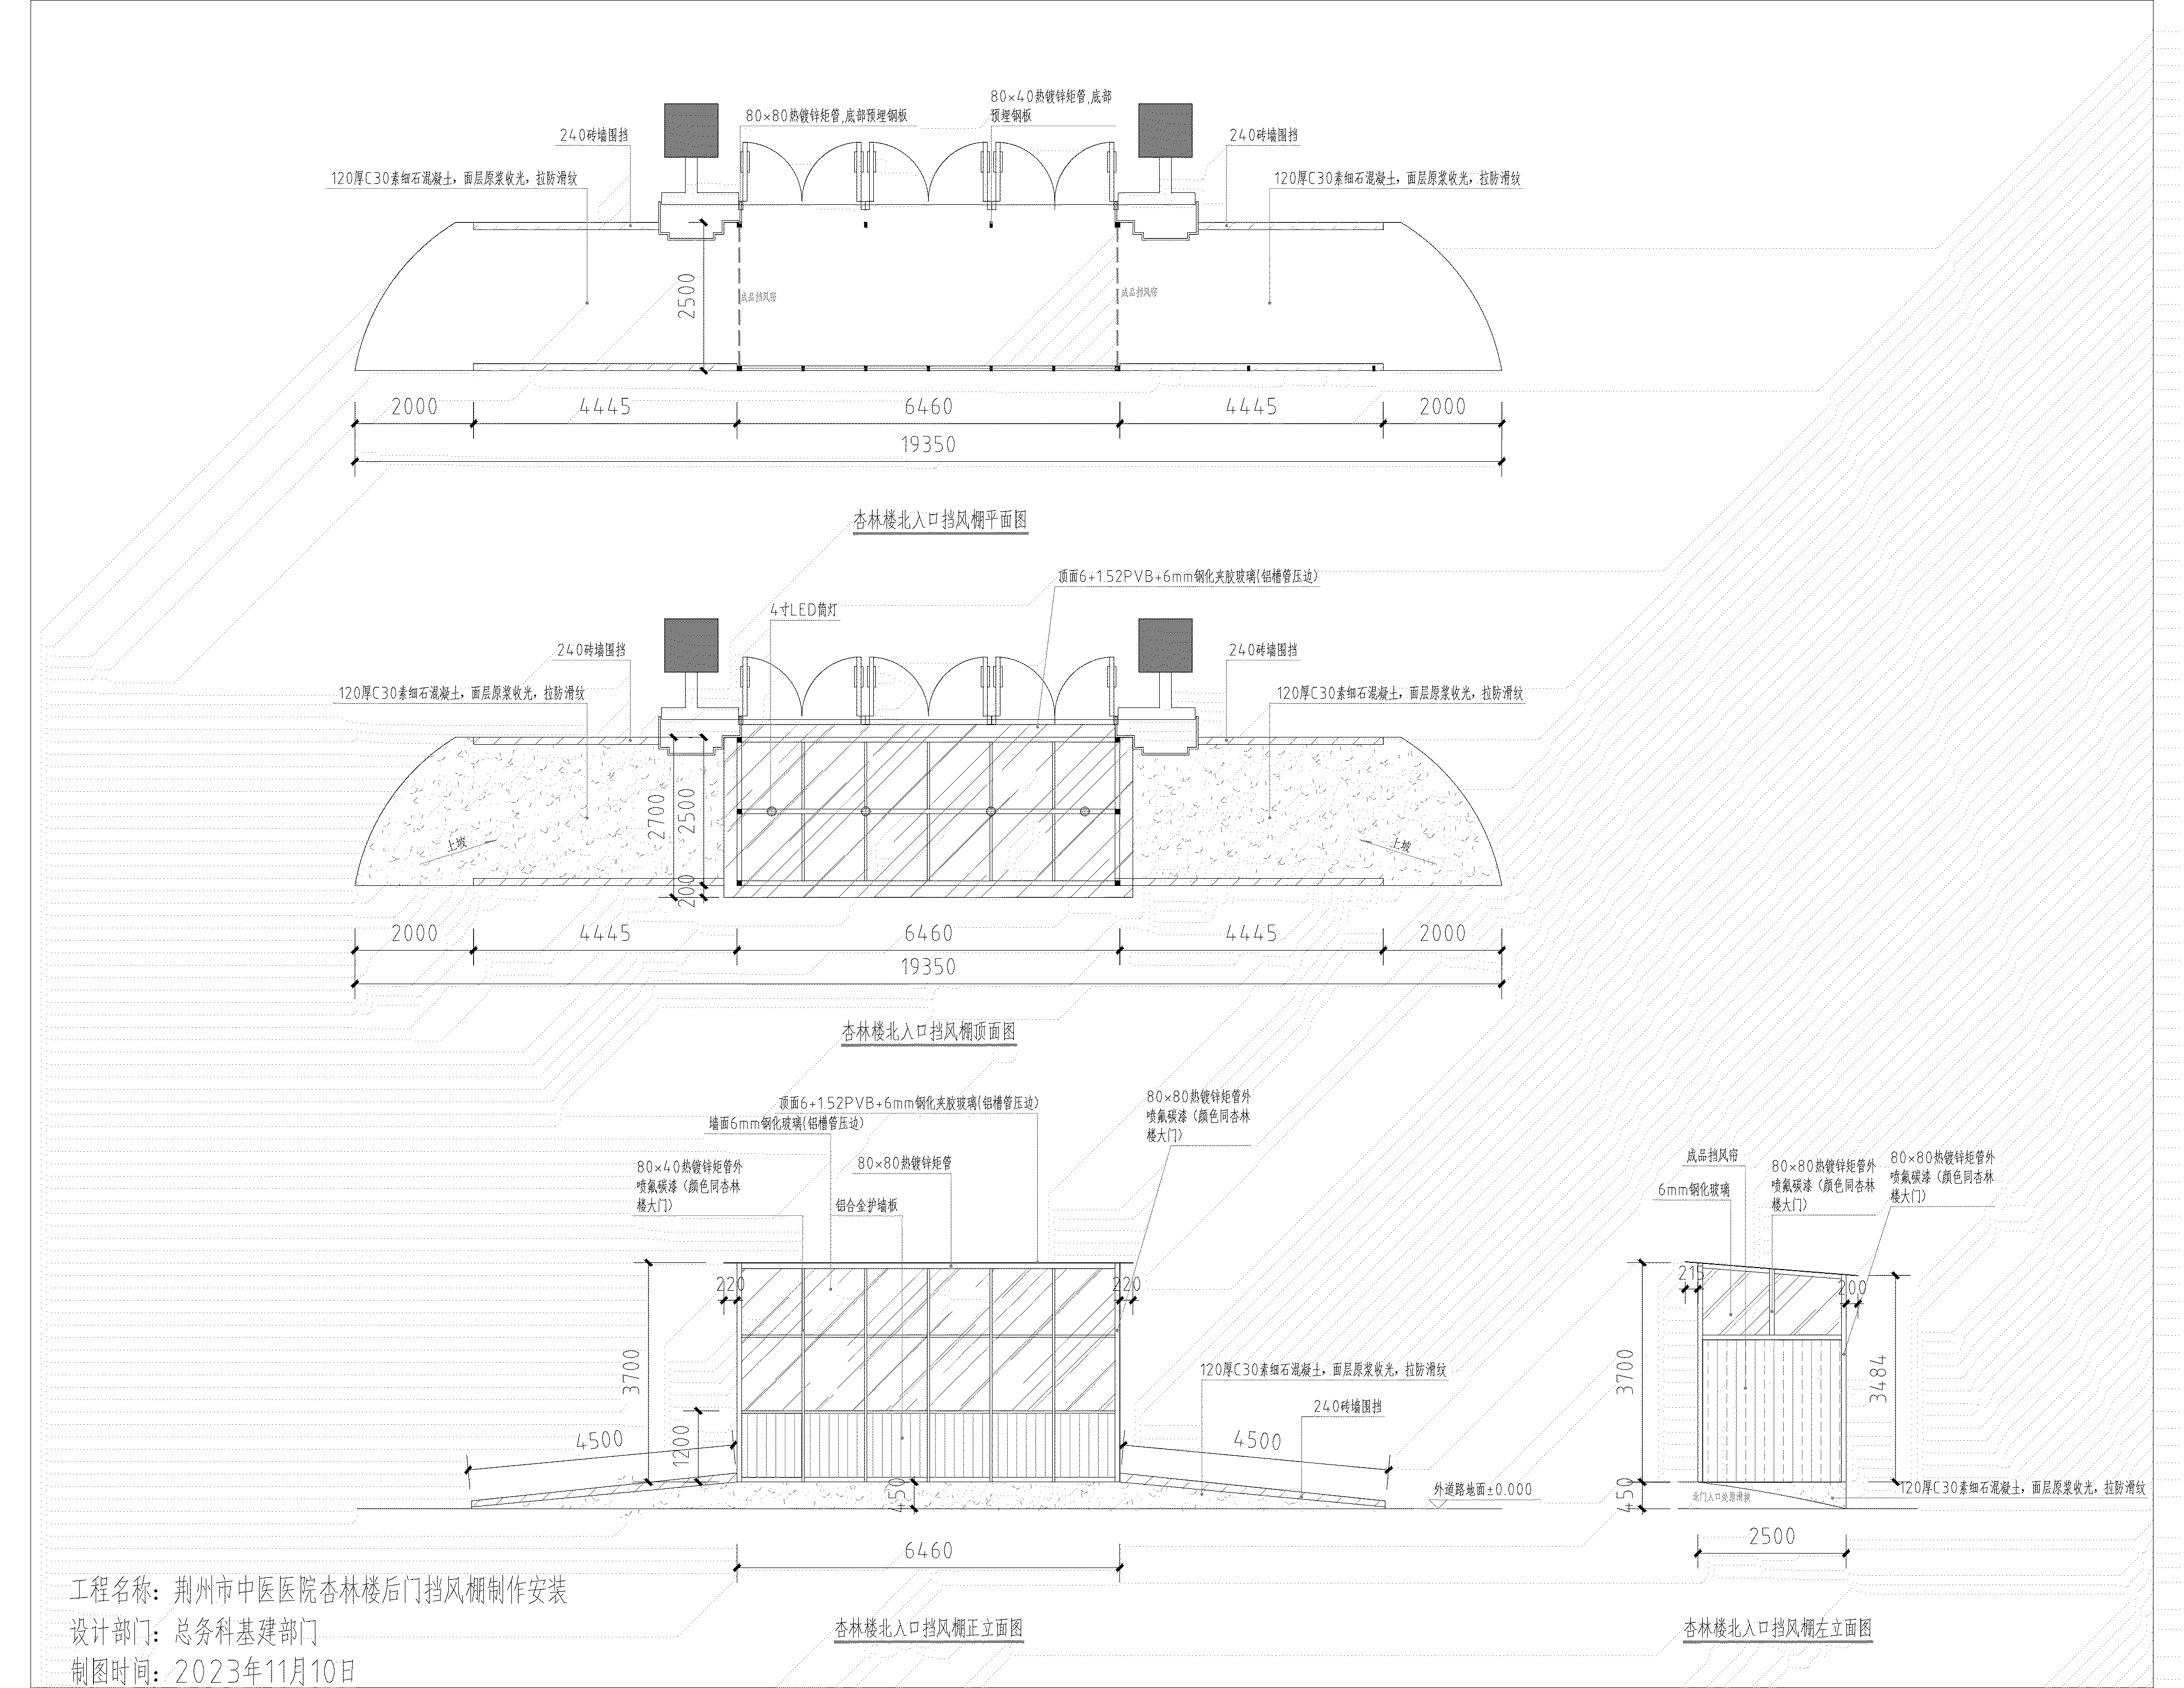 80×80热镀锌矩管,底部预埋钢板
80×40热镀锌矩管,底部
预埋钢板
240砖墙围挡
240砖墙围挡
120厚C30素细石混凝土，面层原浆收光，拉防滑纹
120厚C30素细石混凝土，面层原浆收光，拉防滑纹
2500
成品挡风帘
成品挡风帘
2000
4445
6460
4445
2000
19350
杏林楼北入口挡风棚平面图
顶面6+1.52PVB+6mm钢化夹胶玻璃(铝槽管压边)
4寸LED筒灯
240砖墙围挡
240砖墙围挡
120厚C30素细石混凝土，面层原浆收光，拉防滑纹
120厚C30素细石混凝土，面层原浆收光，拉防滑纹
2700
2500
200
上坡
上坡
2000
4445
6460
4445
2000
19350
杏林楼北入口挡风棚顶面图
顶面6+1.52PVB+6mm钢化夹胶玻璃(铝槽管压边)
墙面6mm钢化玻璃(铝槽管压边)
80×80热镀锌矩管外
喷氟碳漆（颜色同杏林
楼大门）
80×40热镀锌矩管外
喷氟碳漆（颜色同杏林
楼大门）
80×80热镀锌矩管
铝合金护墙板
220
220
3700
1200
450
4500
4500
120厚C30素细石混凝土，面层原浆收光，拉防滑纹
240砖墙围挡
外道路地面±0.000
6460
杏林楼北入口挡风棚正立面图
成品挡风帘
6mm钢化玻璃
80×80热镀锌矩管外
喷氟碳漆（颜色同杏林
楼大门）
80×80热镀锌矩管外
喷氟碳漆（颜色同杏林
楼大门）
215
200
3700
3484
450
北门入口处原滑坡
120厚C30素细石混凝土，面层原浆收光，拉防滑纹
2500
杏林楼北入口挡风棚左立面图
工程名称：荆州市中医医院杏林楼后门挡风棚制作安装
设计部门：总务科基建部门
制图时间：2023年11月10日